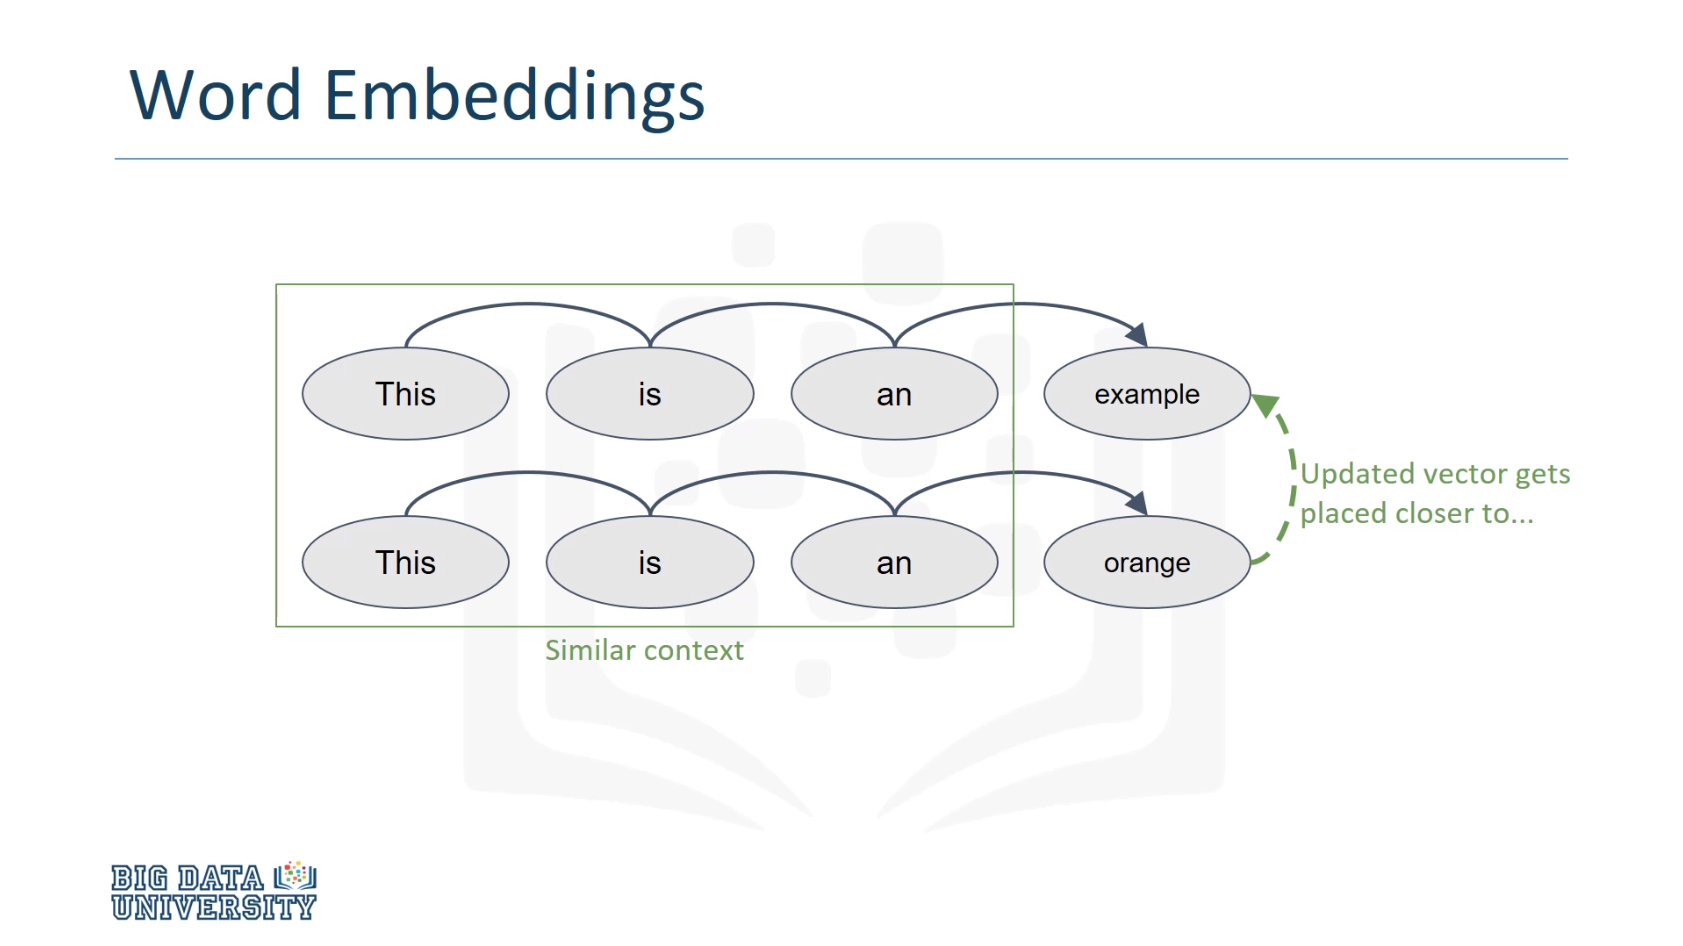 Word Embeddings
This is an example
This is an orange
Updated vector gets
placed closer to...
Similar context
BIG DATA
UNIVERSITY